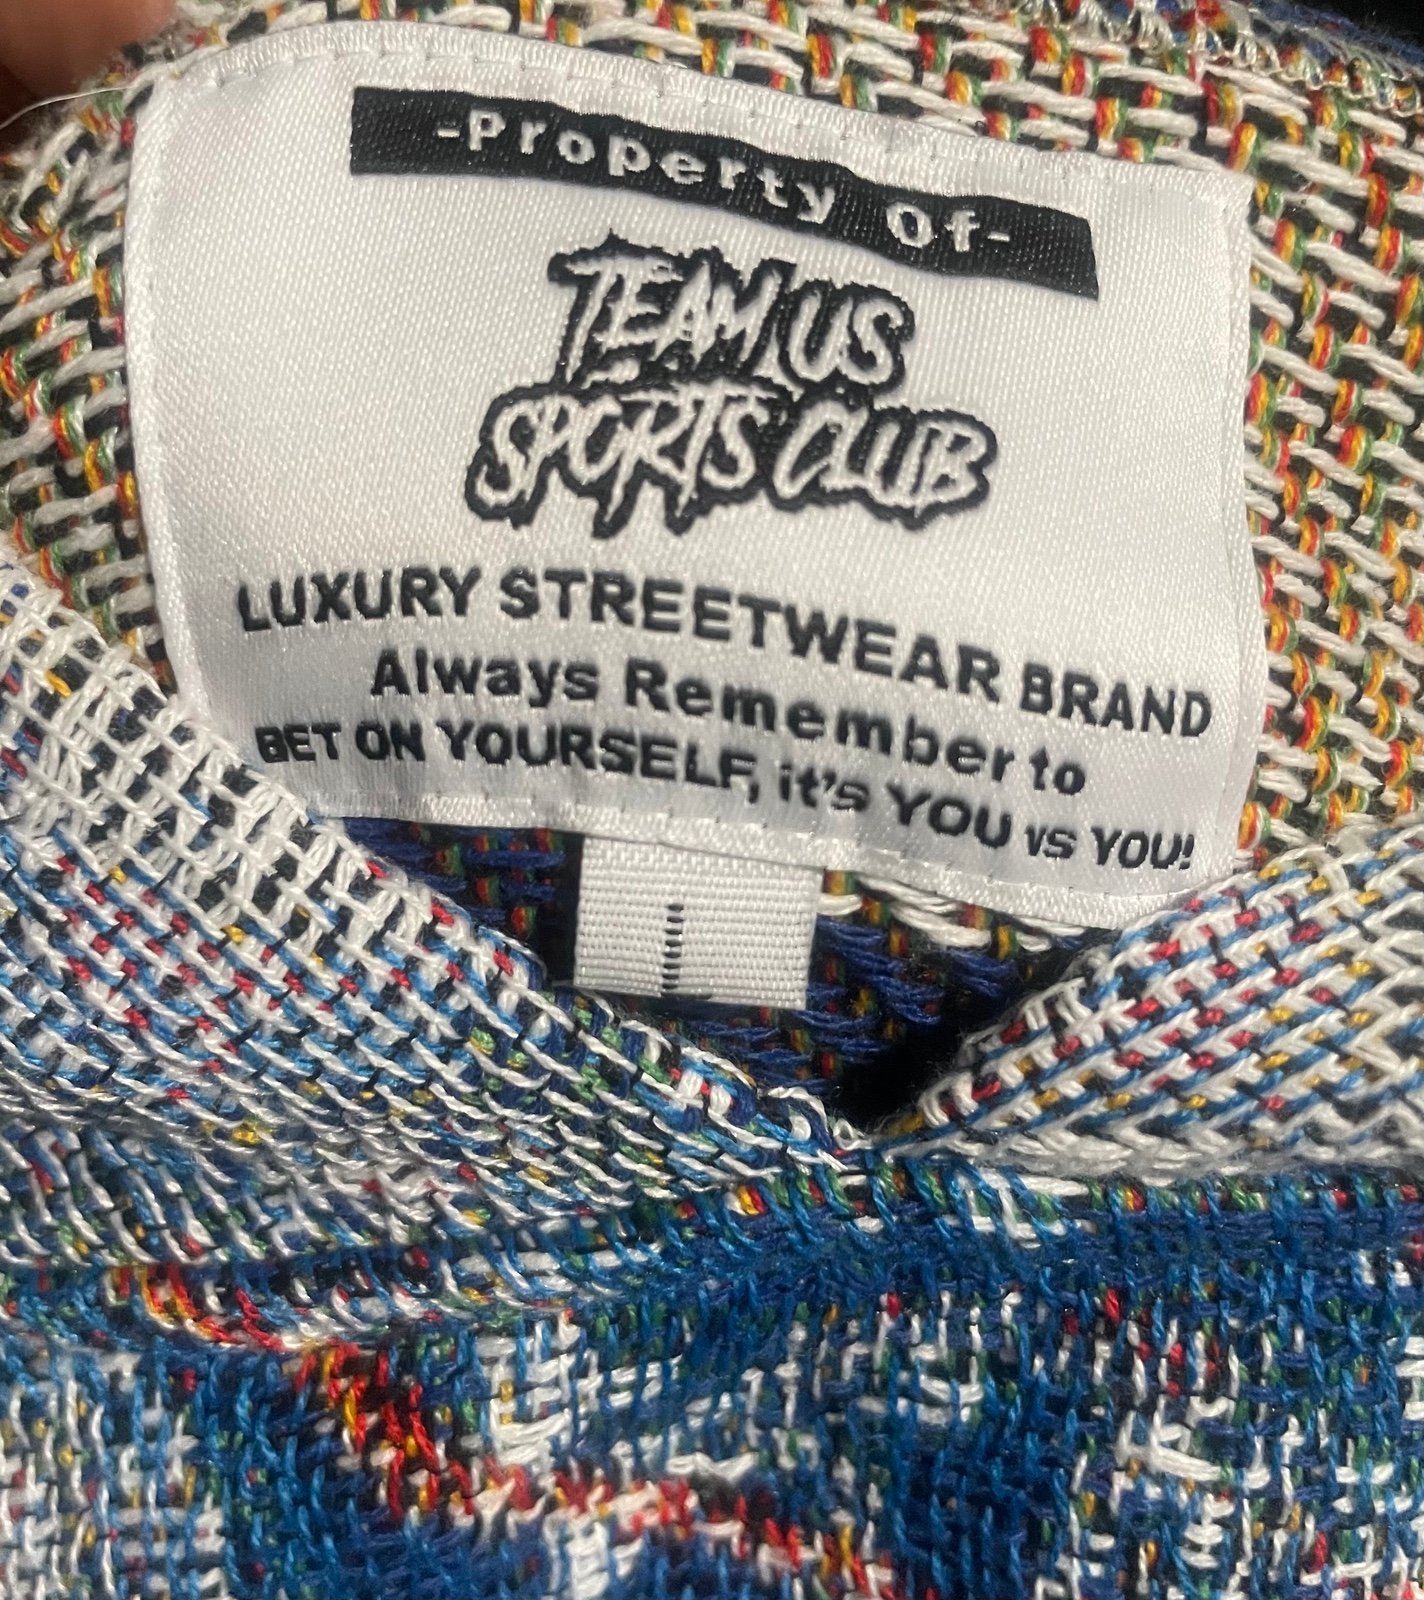 -Property Of-
TEAM US
SPORTS CLUB
LUXURY STREETWEAR BRAND
Always Remember to
BET ON YOURSELF, it's YOU vs YOU!